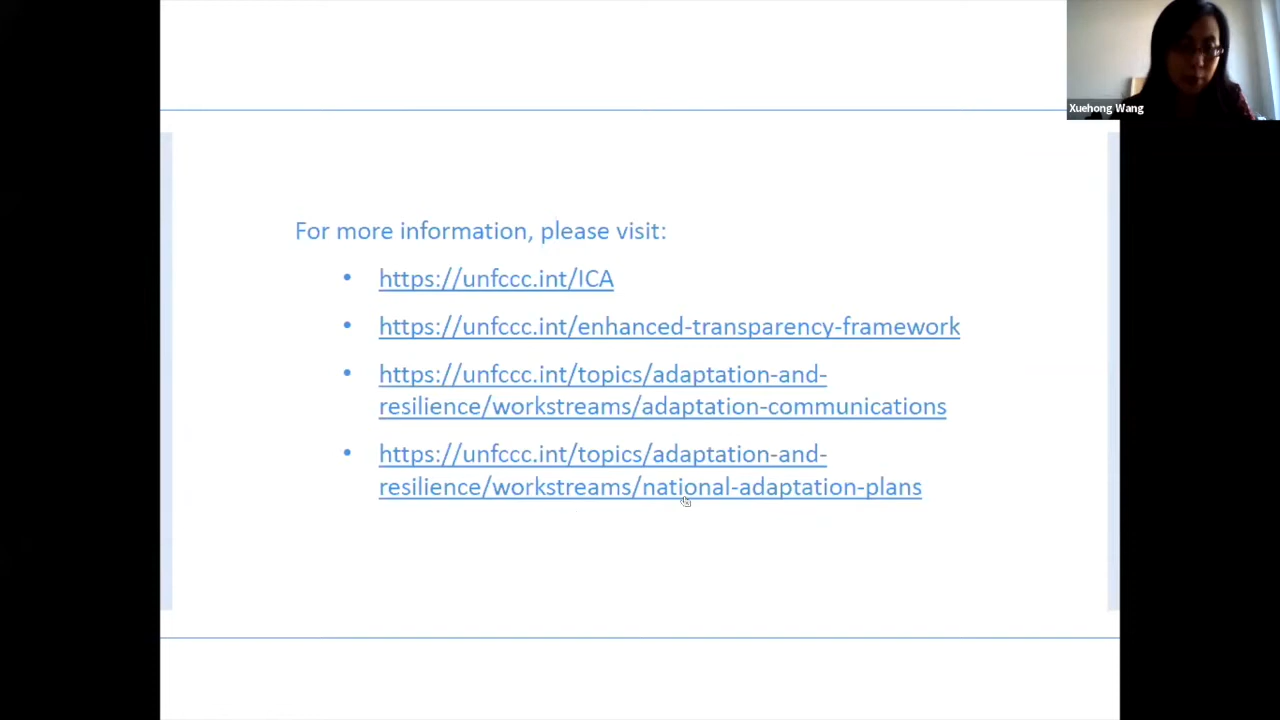 Xuehong Wang
For more information, please visit:
• https://unfccc.int/ICA
• https://unfccc.int/enhanced-transparency-framework
• https://unfccc.int/topics/adaptation-and-
resilience/workstreams/adaptation-communications
• https://unfccc.int/topics/adaptation-and-
resilience/workstreams/national-adaptation-plans